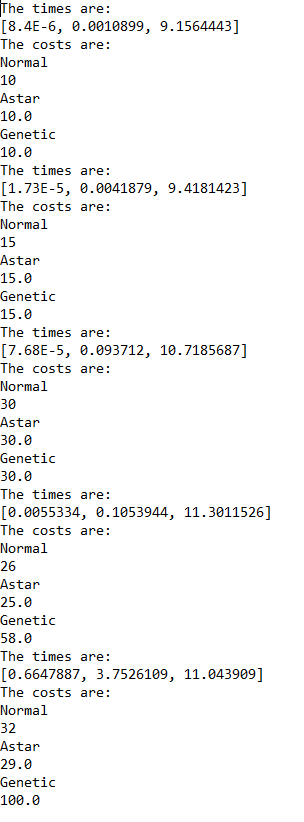 The times are:
[8.4E-6, 0.0010899, 9.1564443]
The costs are:
Normal
10
Astar
10.0
Genetic
10.0
The times are:
[1.73E-5, 0.0041879, 9.4181423]
The costs are:
Normal
15
Astar
15.0
Genetic
15.0
The times are:
[7.68E-5, 0.093712, 10.7185687]
The costs are:
Normal
30
Astar
30.0
Genetic
30.0
The times are:
[0.0055334, 0.1053944, 11.3011526]
The costs are:
Normal
26
Astar
25.0
Genetic
58.0
The times are:
[0.6647887, 3.7526109, 11.043909]
The costs are:
Normal
32
Astar
29.0
Genetic
100.0